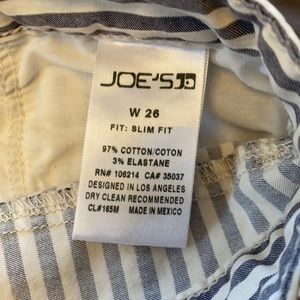 JOE'S
W 26
FIT: SLIM FIT
97% COTTON/COTON
3% ELASTANE
RN# 106214 CA# 35037
DESIGNED IN LOS ANGELES
DRY CLEAN RECOMMENDED
CL#165M MADE IN MEXICO